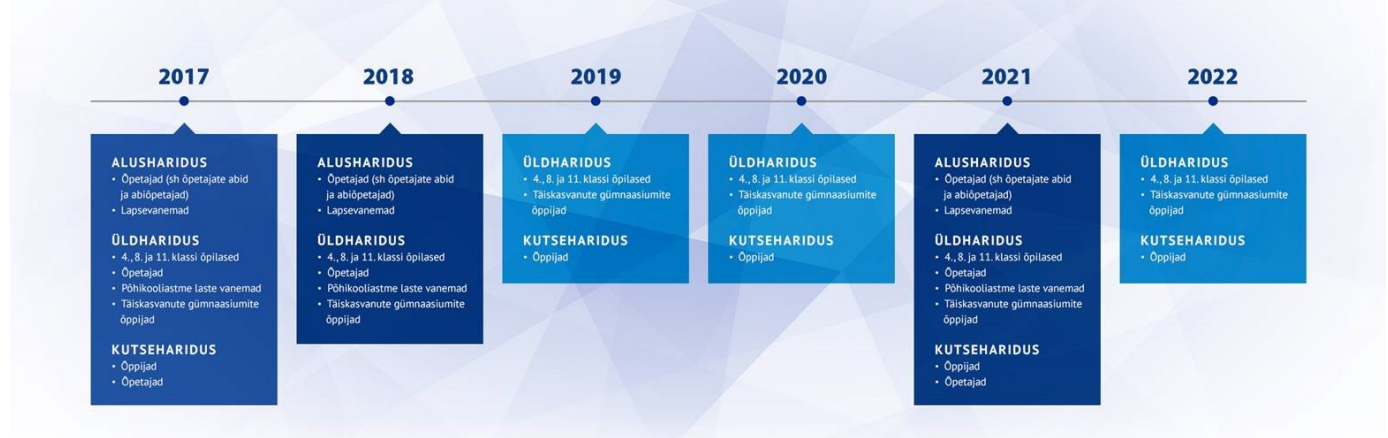 2017
ALUSHARIDUS
• Õpetajad (sh õpetajate abid
ja abiõpetajad)
• Lapsevanemad
ÜLDHARIDUS
• 4., 8. ja 11. klassi õpilased
• Õpetajad
• Põhikooliastme laste vanemad
• Täiskasvanute gümnaasiumite
õppijad
KUTSEHARIDUS
• Õppijad
• Õpetajad
2018
ALUSHARIDUS
• Õpetajad (sh õpetajate abid
ja abiõpetajad)
• Lapsevanemad
ÜLDHARIDUS
• 4., 8. ja 11. klassi õpilased
• Õpetajad
• Põhikooliastme laste vanemad
• Täiskasvanute gümnaasiumite
õppijad
2019
ÜLDHARIDUS
• 4., 8. ja 11. klassi õpilased
• Täiskasvanute gümnaasiumite
õppijad
KUTSEHARIDUS
• Õppijad
2020
ÜLDHARIDUS
• 4., 8. ja 11. klassi õpilased
• Täiskasvanute gümnaasiumite
õppijad
KUTSEHARIDUS
• Õppijad
2021
ALUSHARIDUS
• Õpetajad (sh õpetajate abid
ja abiõpetajad)
• Lapsevanemad
ÜLDHARIDUS
• 4., 8. ja 11. klassi õpilased
• Õpetajad
• Põhikooliastme laste vanemad
• Täiskasvanute gümnaasiumite
õppijad
KUTSEHARIDUS
• Õppijad
• Õpetajad
2022
ÜLDHARIDUS
• 4., 8. ja 11. klassi õpilased
• Täiskasvanute gümnaasiumite
õppijad
KUTSEHARIDUS
• Õppijad